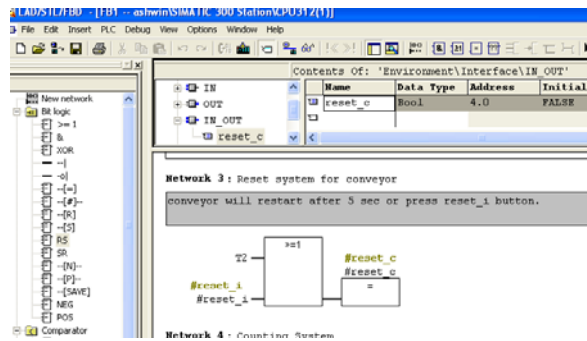 LAD/STL/FBD - [FB1 -- ashwin\SIMATIC 300 Station\CPU312(1)]
File Edit Insert PLC Debug View Options Window Help
Contents Of: 'Environment\Interface\IN_OUT'
IN
OUT
IN_OUT
reset_c
Name Data Type Address Initial
reset_c Bool 4.0 FALSE
New network
Bit logic
>=1
&
XOR
--|
-o|
--[=]
--[#]--
--[R]
--[S]
RS
SR
--[N]--
--[P]--
--[SAVE]
NEG
POS
Comparator
Network 3 : Reset system for conveyor
conveyor will restart after 5 sec or press reset_i button.
>=1
T2
#reset_c
#reset_c
#reset_i
#reset_i
=
Network 4 : Counting System